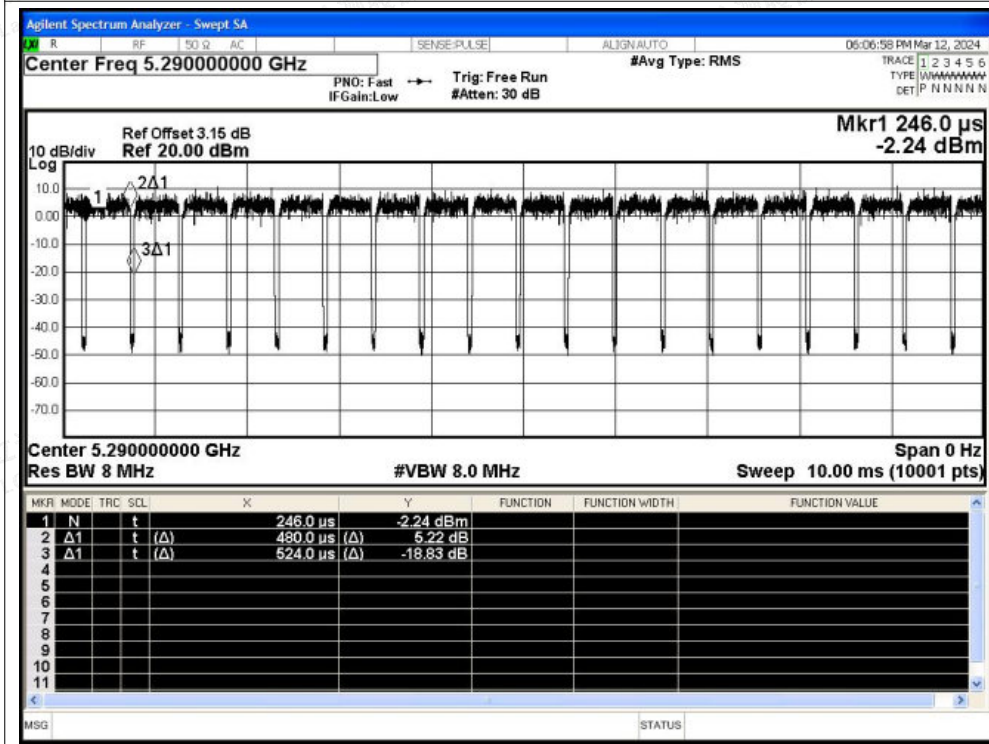 Agilent Spectrum Analyzer - Swept SA
LXI R RF 50 Ω AC SENSE:PULSE ALIGN AUTO 06:06:58 PM Mar 12, 2024
Center Freq 5.290000000 GHz #Avg Type: RMS TRACE 1 2 3 4 5 6
PNO: Fast Trig: Free Run TYPE WWWWWW
IFGain:Low #Atten: 30 dB DET P N N N N N
Mkr1 246.0 µs
Ref Offset 3.15 dB
10 dB/div Ref 20.00 dBm -2.24 dBm
Log
10.0
1 2Δ1
0.00
-10.0
3Δ1
-20.0
-30.0
-40.0
-50.0
-60.0
-70.0
Center 5.290000000 GHz Span 0 Hz
Res BW 8 MHz #VBW 8.0 MHz Sweep 10.00 ms (10001 pts)
MKR MODE TRC SCL X Y FUNCTION FUNCTION WIDTH FUNCTION VALUE
1 N t 246.0 µs -2.24 dBm
2 Δ1 t (Δ) 480.0 µs (Δ) 5.22 dB
3 Δ1 t (Δ) 524.0 µs (Δ) -18.83 dB
4
5
6
7
8
9
10
11
MSG STATUS